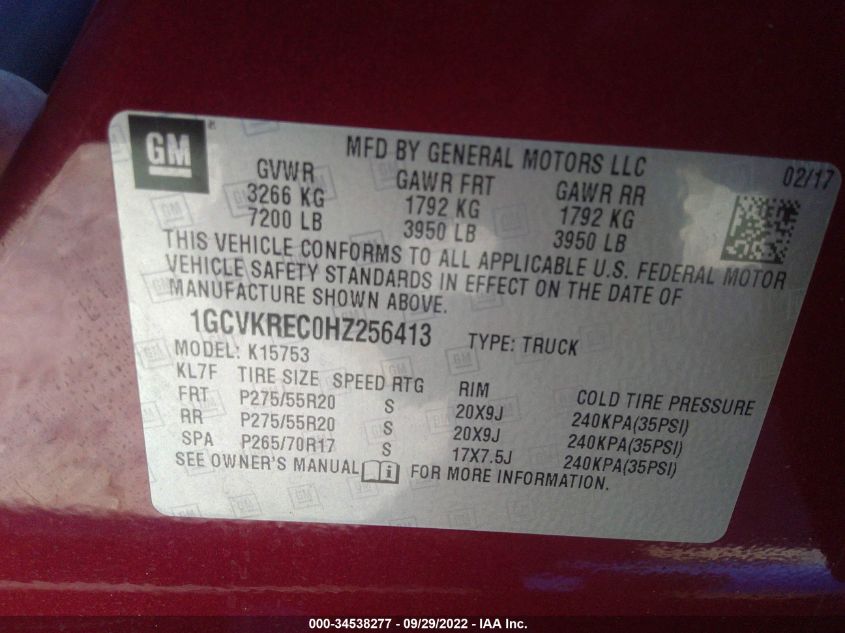 GM
MFD BY GENERAL MOTORS LLC
02/17
GVWR GAWR FRT GAWR RR
3266 KG 1792 KG 1792 KG
7200 LB 3950 LB 3950 LB
THIS VEHICLE CONFORMS TO ALL APPLICABLE U.S. FEDERAL MOTOR
VEHICLE SAFETY STANDARDS IN EFFECT ON THE DATE OF
MANUFACTURE SHOWN ABOVE.
1GCVKREC0HZ256413 TYPE: TRUCK
MODEL: K15753
KL7F TIRE SIZE SPEED RTG RIM COLD TIRE PRESSURE
FRT P275/55R20 S 20X9J 240KPA(35PSI)
RR P275/55R20 S 20X9J 240KPA(35PSI)
SPA P265/70R17 S 17X7.5J 240KPA(35PSI)
SEE OWNER'S MANUAL FOR MORE INFORMATION.
000-34538277 - 09/29/2022 - IAA Inc.